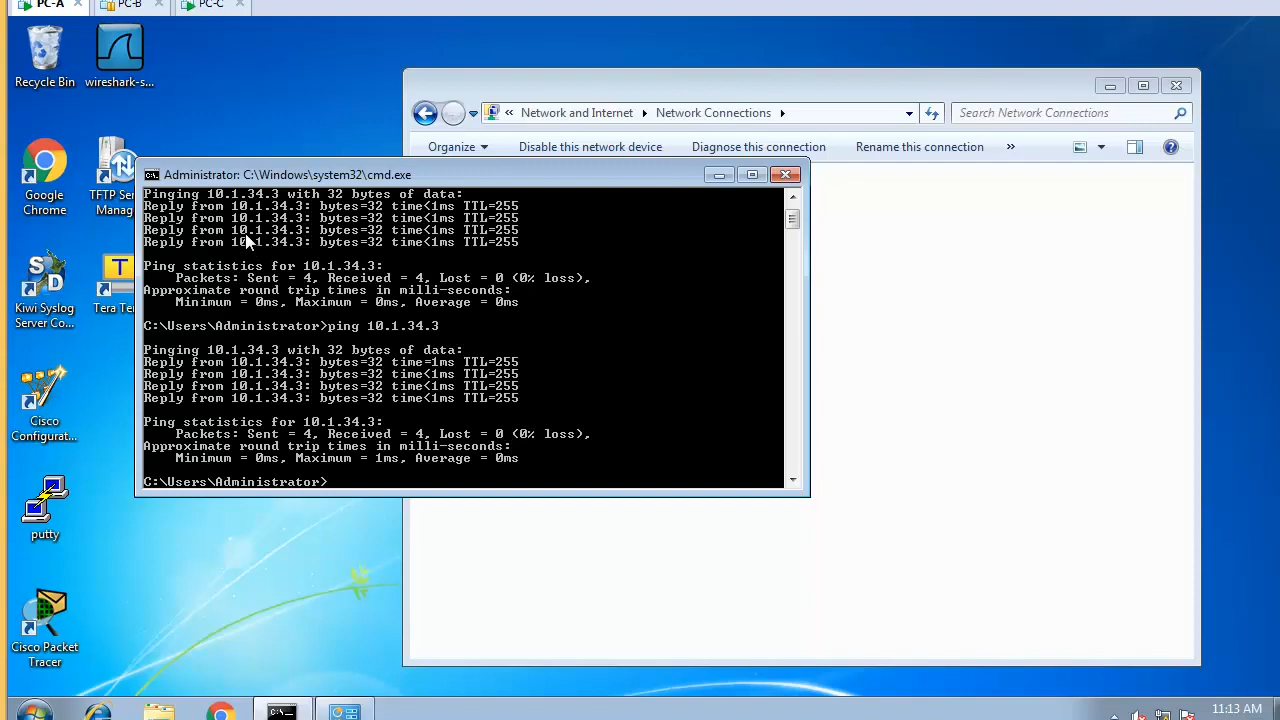 PC-A
PC-B
PC-C
Recycle Bin
wireshark-s...
Network and Internet
Network Connections
Search Network Connections
Organize
Disable this network device
Diagnose this connection
Rename this connection
»
Google
Chrome
TFTP Ser
Manag
Administrator: C:\Windows\system32\cmd.exe
Pinging 10.1.34.3 with 32 bytes of data:
Reply from 10.1.34.3: bytes=32 time<1ms TTL=255
Reply from 10.1.34.3: bytes=32 time<1ms TTL=255
Reply from 10.1.34.3: bytes=32 time<1ms TTL=255
Reply from 10.1.34.3: bytes=32 time<1ms TTL=255
Ping statistics for 10.1.34.3:
Packets: Sent = 4, Received = 4, Lost = 0 (0% loss),
Approximate round trip times in milli-seconds:
Minimum = 0ms, Maximum = 0ms, Average = 0ms
C:\Users\Administrator>ping 10.1.34.3
Pinging 10.1.34.3 with 32 bytes of data:
Reply from 10.1.34.3: bytes=32 time=1ms TTL=255
Reply from 10.1.34.3: bytes=32 time<1ms TTL=255
Reply from 10.1.34.3: bytes=32 time<1ms TTL=255
Reply from 10.1.34.3: bytes=32 time<1ms TTL=255
Ping statistics for 10.1.34.3:
Packets: Sent = 4, Received = 4, Lost = 0 (0% loss),
Approximate round trip times in milli-seconds:
Minimum = 0ms, Maximum = 1ms, Average = 0ms
C:\Users\Administrator>
Kiwi Syslog
Server Co...
Tera Ter
Cisco
Configurat...
putty
Cisco Packet
Tracer
11:13 AM